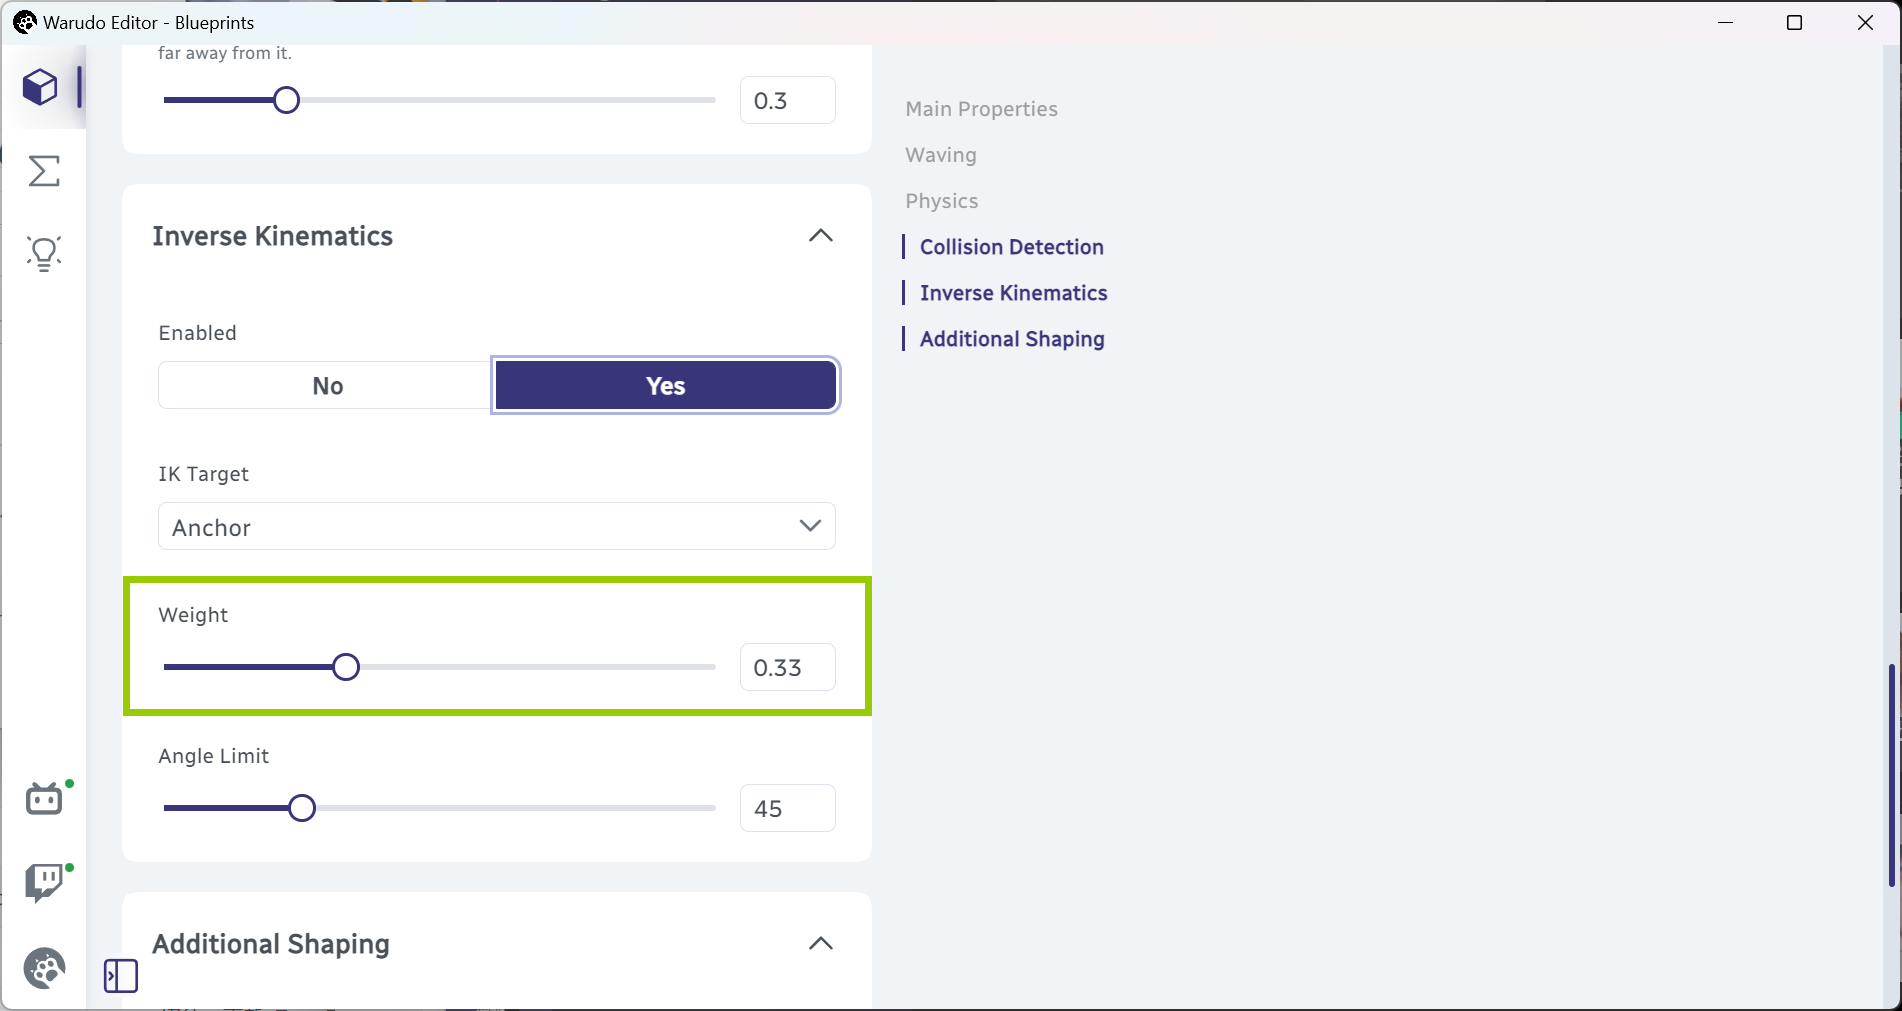 Warudo Editor - Blueprints
far away from it.
0.3
Inverse Kinematics
Enabled
No
Yes
IK Target
Anchor
Weight
0.33
Angle Limit
45
Additional Shaping
Main Properties
Waving
Physics
Collision Detection
Inverse Kinematics
Additional Shaping